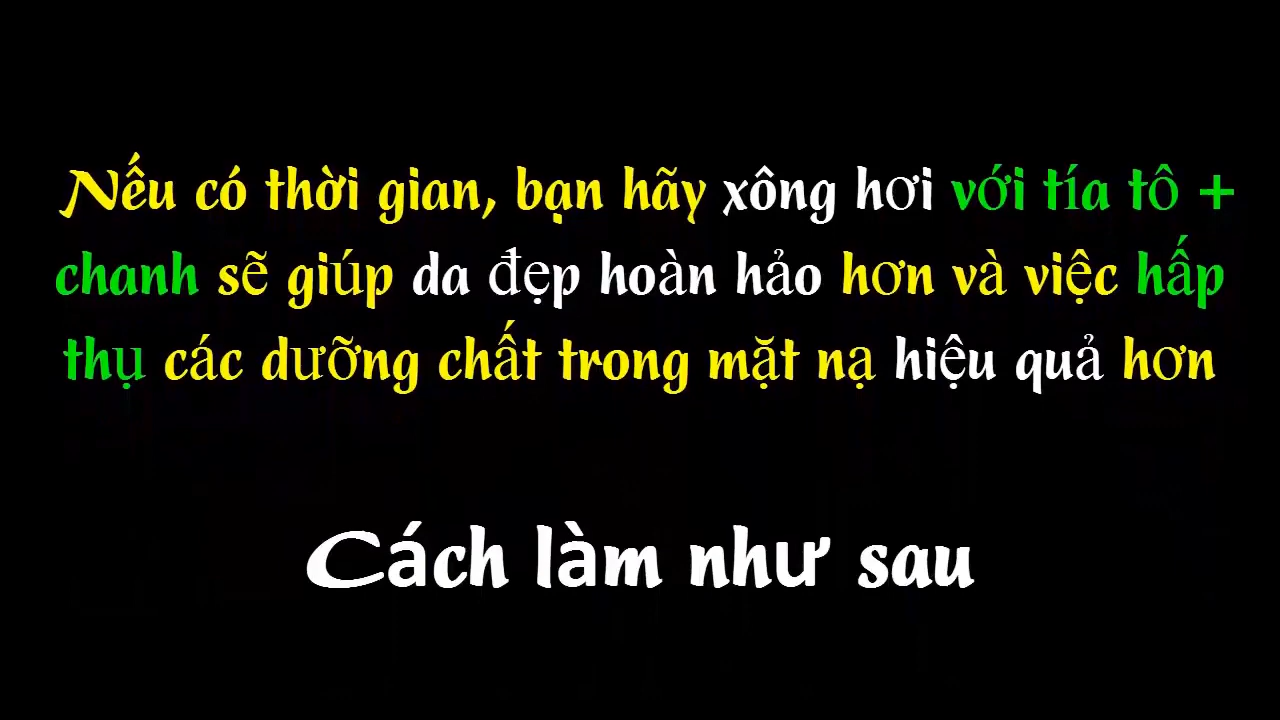 Nếu có thời gian, bạn hãy xông hơi với tía tô +
chanh sẽ giúp da đẹp hoàn hảo hơn và việc hấp
thụ các dưỡng chất trong mặt nạ hiệu quả hơn
Cách làm như sau